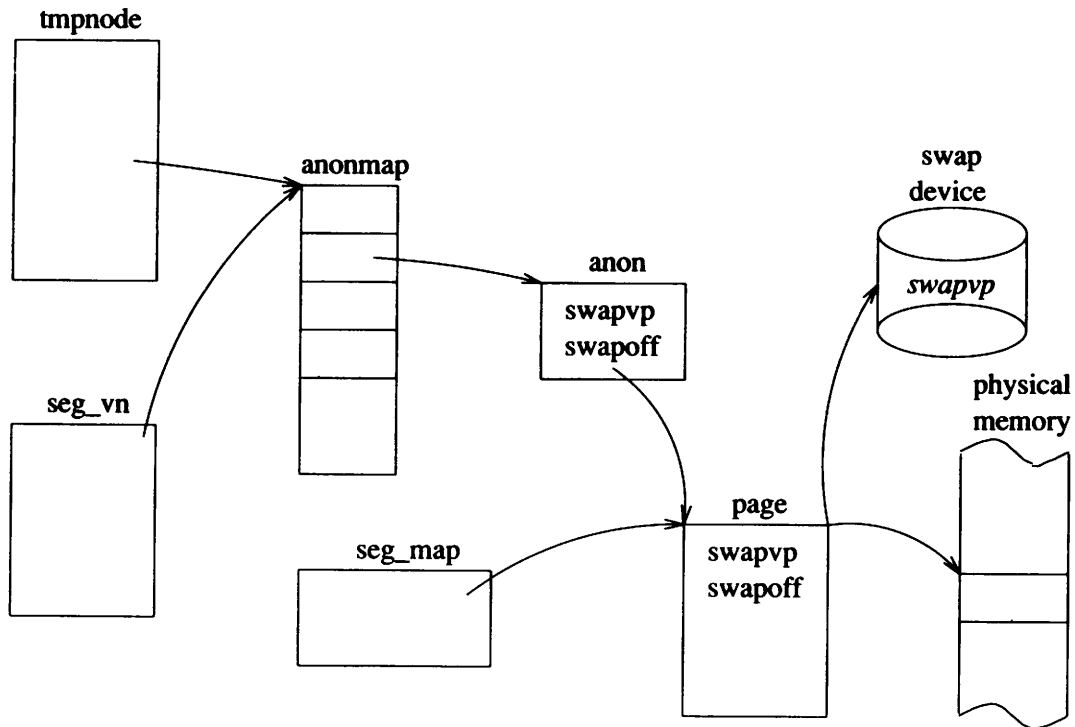 tmpnode
anonmap
swap
device
swapvp
anon
swapvp
swapoff
seg_vn
physical
memory
page
swapvp
swapoff
seg_map